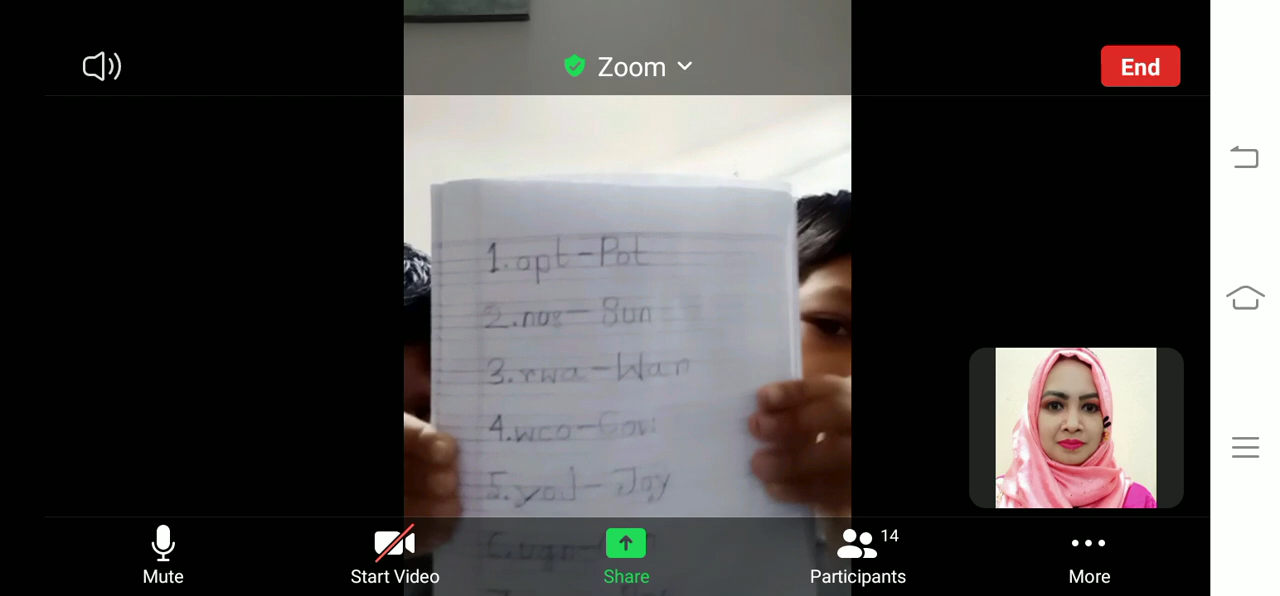 Zoom
End
1. opt - Pot
2. nus - Sun
3. rwa - Wan
4. wco - Cow
5. yoJ - Joy
Mute
Start Video
Share
14
Participants
More